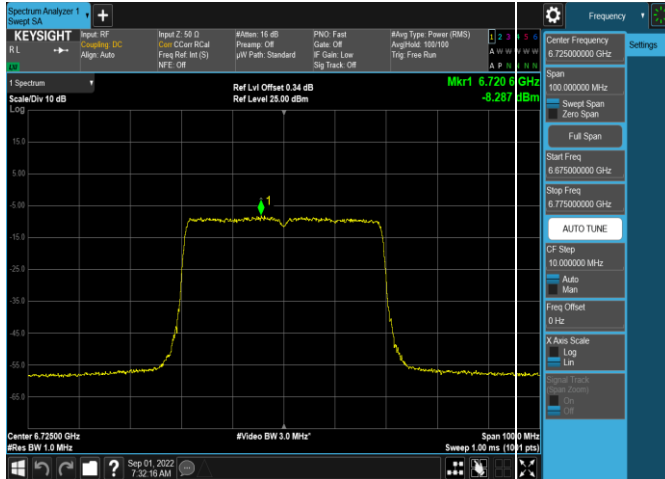 Spectrum Analyzer 1
Swept SA
Frequency
KEYSIGHT
Input: RF
Input Z: 50 Ω
#Atten: 16 dB
PNO: Fast
#Avg Type: Power (RMS)
1 2 3 4 5 6
R L
Coupling: DC
Corr CCorr RCal
Preamp: Off
Gate: Off
Avg|Hold: 100/100
Align: Auto
Freq Ref: Int (S)
µW Path: Standard
IF Gain: Low
Trig: Free Run
NFE: Off
Sig Track: Off
Settings
Center Frequency
6.725000000 GHz
Span
100.000000 MHz
Swept Span
Zero Span
Full Span
Start Freq
6.675000000 GHz
Stop Freq
6.775000000 GHz
AUTO TUNE
CF Step
10.000000 MHz
Auto
Man
Freq Offset
0 Hz
X Axis Scale
Log
Lin
Signal Track
(Span Zoom)
On
Off
1 Spectrum
Scale/Div 10 dB
Log
Ref Lvl Offset 0.34 dB
Ref Level 25.00 dBm
Mkr1 6.720 6 GHz
-8.287 dBm
15.0
5.00
-5.00
-15.0
-25.0
-35.0
-45.0
-55.0
-65.0
1
Center 6.72500 GHz
#Res BW 1.0 MHz
#Video BW 3.0 MHz*
Span 100.0 MHz
Sweep 1.00 ms (1001 pts)
Sep 01, 2022
7:32:16 AM